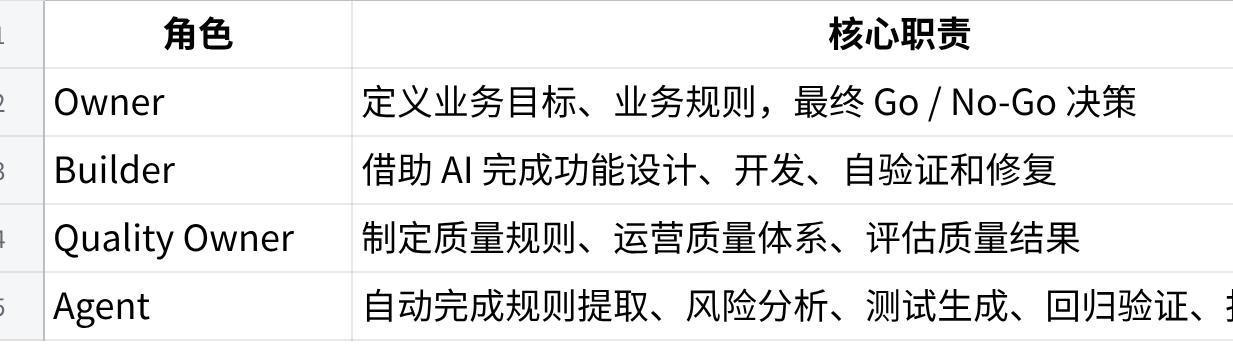 角色 核心职责
2 Owner 定义业务目标、业务规则，最终 Go / No-Go 决策
Builder 借助 AI 完成功能设计、开发、自验证和修复
4 Quality Owner 制定质量规则、运营质量体系、评估质量结果
5 Agent 自动完成规则提取、风险分析、测试生成、回归验证、